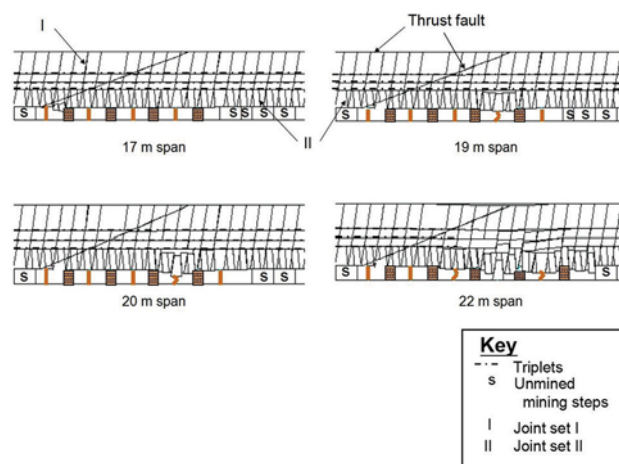 I
Thrust fault
S S S S S
S S S S
II
17 m span
19 m span
S S S
S S
20 m span
22 m span
Key
Triplets
S Unmined
mining steps
I Joint set I
II Joint set II